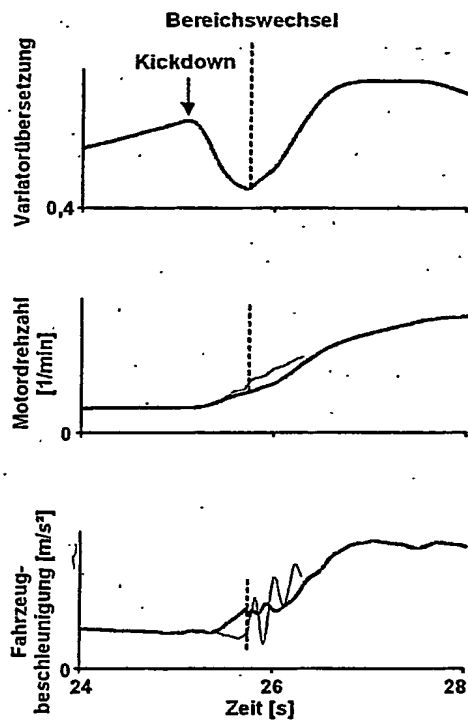 Bereichswechsel
Kickdown
Variatorübersetzung
0,4
Motordrehzahl
[1/min]
0
Fahrzeug-
beschleunigung [m/s²]
0
24
26
28
Zeit [s]